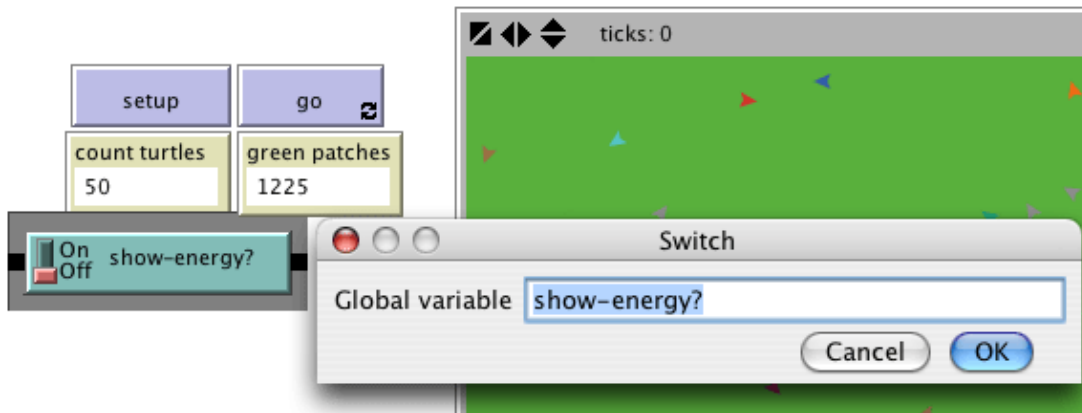 ticks: 0
setup
go
count turtles
green patches
50
1225
On
Off
show-energy?
Switch
Global variable
show-energy?
Cancel
OK